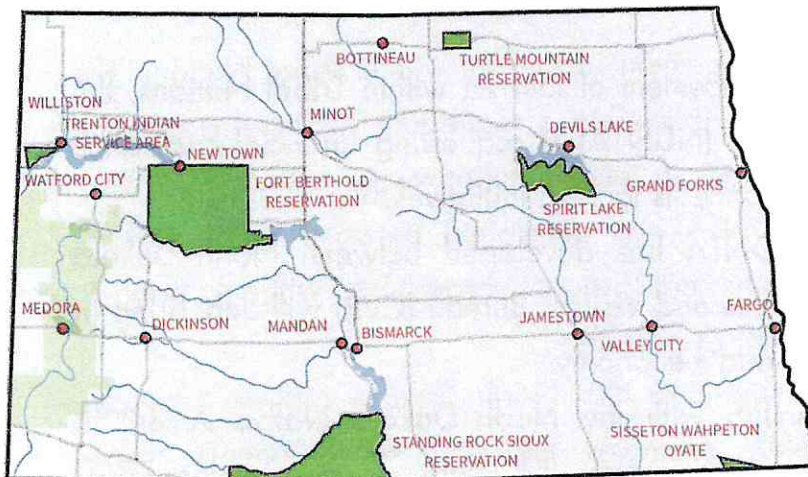 BOTTINEAU
TURTLE MOUNTAIN
RESERVATION
WILLISTON
TRENTON INDIAN
SERVICE AREA
MINOT
DEVILS LAKE
NEW TOWN
WATFORD CITY
FORT BERTHOLD
RESERVATION
GRAND FORKS
SPIRIT LAKE
RESERVATION
MEDORA
DICKINSON
MANDAN
BISMARCK
JAMESTOWN
VALLEY CITY
FARGO
STANDING ROCK SIOUX
RESERVATION
SISSETON WAHPETON
OYATE